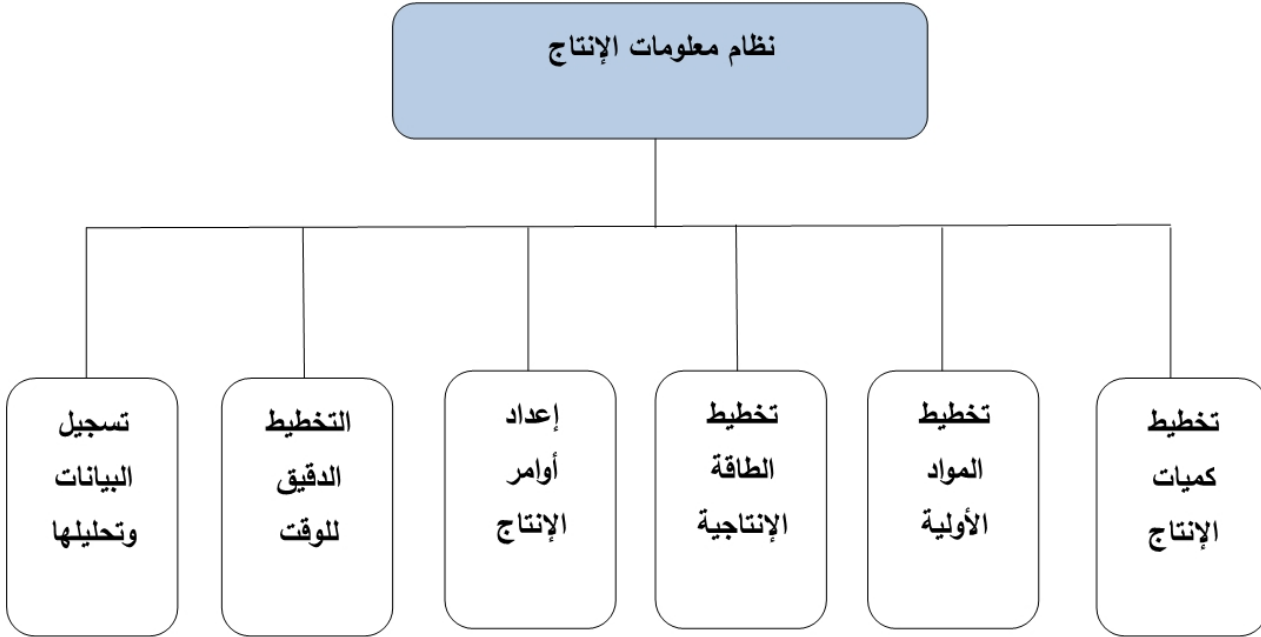 نظام معلومات الإنتاج
تخطيط
كميات
الإنتاج
تخطيط
المواد
الأولية
تخطيط
الطاقة
الإنتاجية
إعداد
أوامر
الإنتاج
التخطيط
الدقيق
للوقت
تسجيل
البيانات
وتحليلها